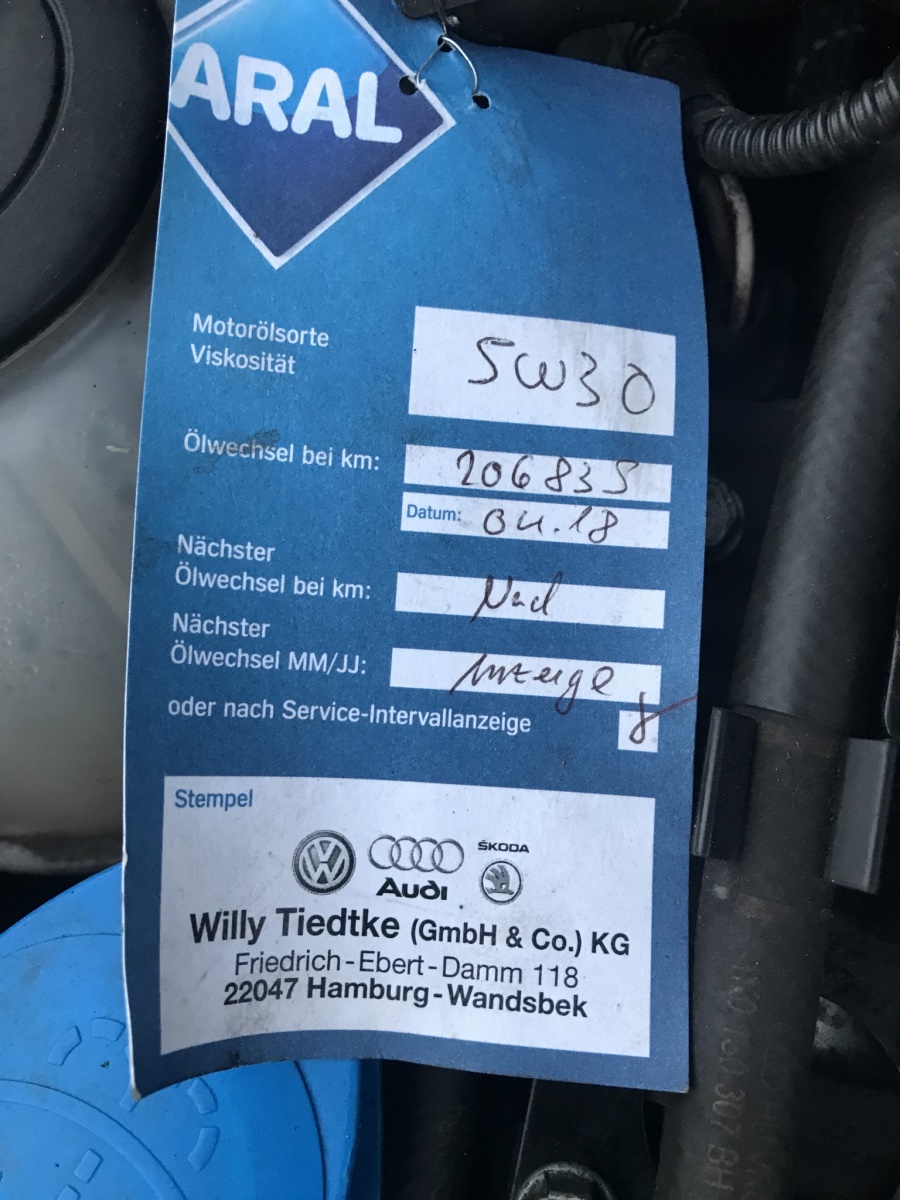 ARAL
Motorölsorte
Viskosität
5W30
Ölwechsel bei km:
206835
Datum: 04.18
Nächster
Ölwechsel bei km:
Nach
Nächster
Ölwechsel MM/JJ:
Anzeige
oder nach Service-Intervallanzeige
Stempel
ŠKODA
Audi
Willy Tiedtke (GmbH & Co.) KG
Friedrich-Ebert-Damm 118
22047 Hamburg-Wandsbek